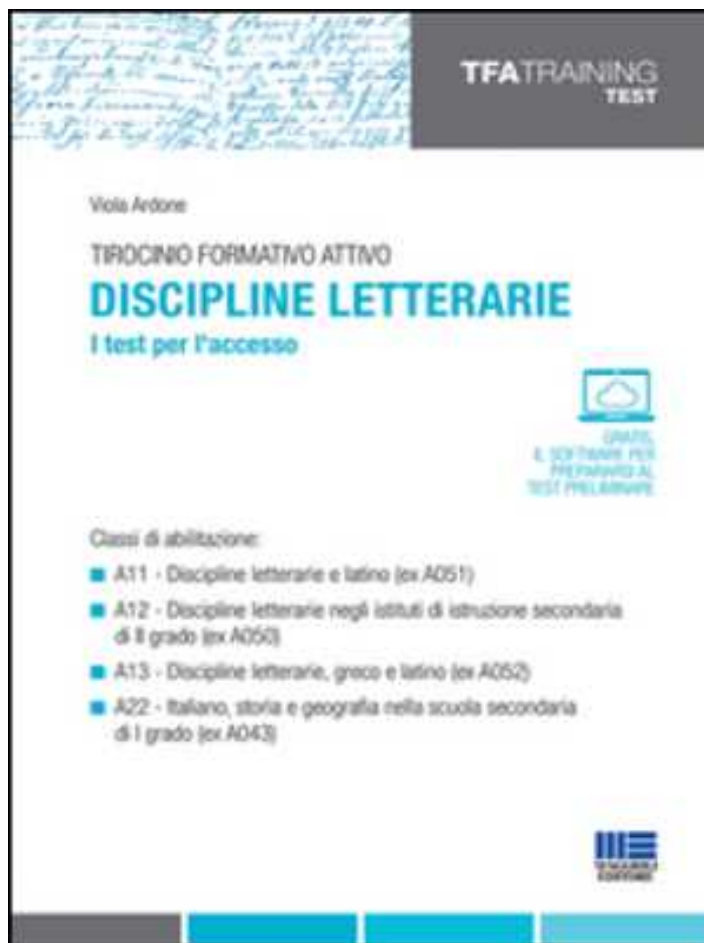 TFATRAINING
TEST
Viola Ardone
TIROCINIO FORMATIVO ATTIVO
DISCIPLINE LETTERARIE
I test per l'accesso
GRATIS,
IL SOFTWARE PER
PREPARARSI AL
TEST PRELIMINARE
Classi di abilitazione:
A11 - Discipline letterarie e latino (ex A051)
A12 - Discipline letterarie negli istituti di istruzione secondaria
di II grado (ex A050)
A13 - Discipline letterarie, greco e latino (ex A052)
A22 - Italiano, storia e geografia nella scuola secondaria
di I grado (ex A043)
MAGGIOLI
EDITORE